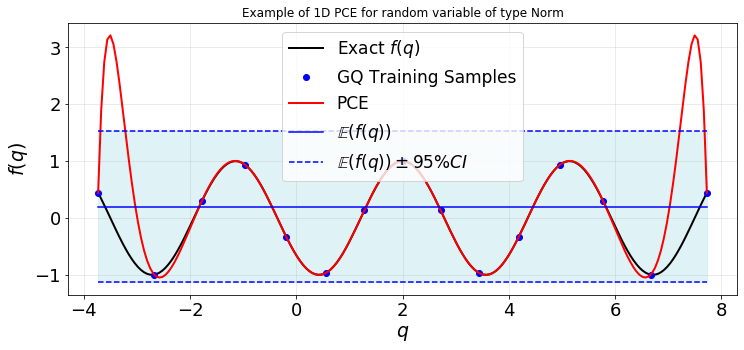 Example of 1D PCE for random variable of type Norm
f(q)
3
2
1
0
−1
Exact f(q)
GQ Training Samples
PCE
𝔼(f(q))
𝔼(f(q)) ± 95%CI
−4 −2 0 2 4 6 8
q